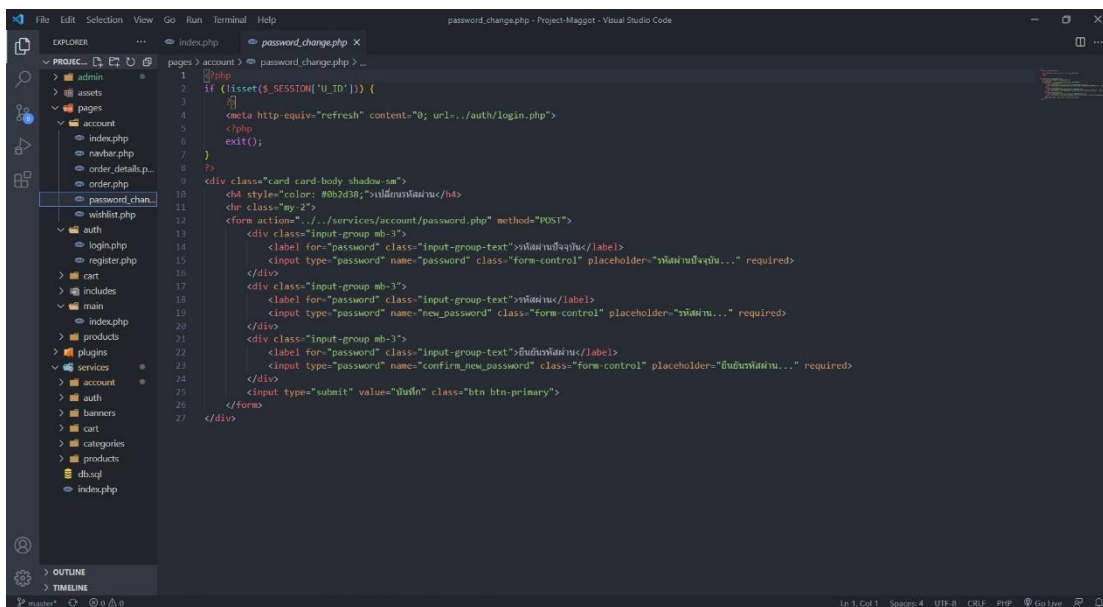 File Edit Selection View Go Run Terminal Help
password_change.php - Project-Maggot - Visual Studio Code
EXPLORER
index.php
password_change.php
PROJEC...
pages > account > password_change.php > ...
admin
assets
pages
account
index.php
navbar.php
order_details.p...
order.php
password_chan...
wishlist.php
auth
login.php
register.php
cart
includes
main
index.php
products
plugins
services
account
auth
banners
cart
categories
products
db.sql
index.php
OUTLINE
TIMELINE
1 <?php
2 if (!isset($_SESSION['U_ID'])) {
3 ?>
4 <meta http-equiv="refresh" content="0; url=../auth/login.php">
5 <?php
6 exit();
7 }
8 ?>
9 <div class="card card-body shadow-sm">
10 <h4 style="color: #0b2d38;">เปลี่ยนรหัสผ่าน</h4>
11 <hr class="my-2">
12 <form action="../../services/account/password.php" method="POST">
13 <div class="input-group mb-3">
14 <label for="password" class="input-group-text">รหัสผ่านปัจจุบัน</label>
15 <input type="password" name="password" class="form-control" placeholder="รหัสผ่านปัจจุบัน..." required>
16 </div>
17 <div class="input-group mb-3">
18 <label for="password" class="input-group-text">รหัสผ่าน</label>
19 <input type="password" name="new_password" class="form-control" placeholder="รหัสผ่าน..." required>
20 </div>
21 <div class="input-group mb-3">
22 <label for="password" class="input-group-text">ยืนยันรหัสผ่าน</label>
23 <input type="password" name="confirm_new_password" class="form-control" placeholder="ยืนยันรหัสผ่าน..." required>
24 </div>
25 <input type="submit" value="บันทึก" class="btn btn-primary">
26 </form>
27 </div>
master* 0 0 Ln 1, Col 1 Spaces: 4 UTF-8 CRLF PHP Go Live